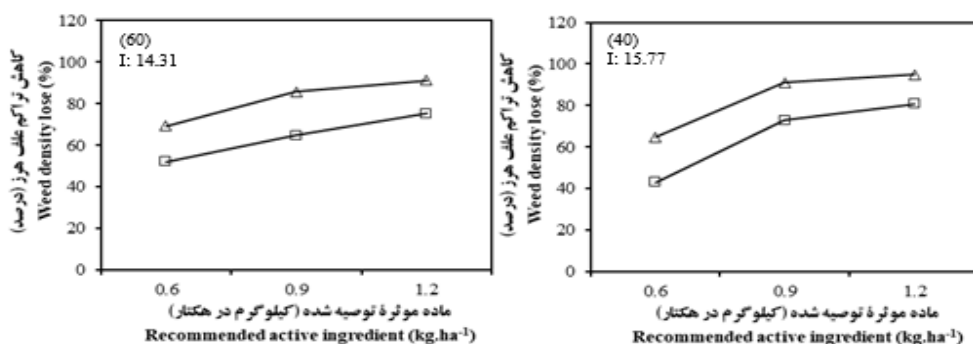 (60)
I: 14.31
120
100
80
60
40
20
0
0.6 0.9 1.2
کاهش تراکم علف هرز (درصد)
Weed density lose (%)
ماده موثرهٔ توصیه شده (کیلوگرم در هکتار)
Recommended active ingredient (kg.ha⁻¹)
(40)
I: 15.77
120
100
80
60
40
20
0
0.6 0.9 1.2
کاهش تراکم علف هرز (درصد)
Weed density lose (%)
ماده موثرهٔ توصیه شده (کیلوگرم در هکتار)
Recommended active ingredient (kg.ha⁻¹)